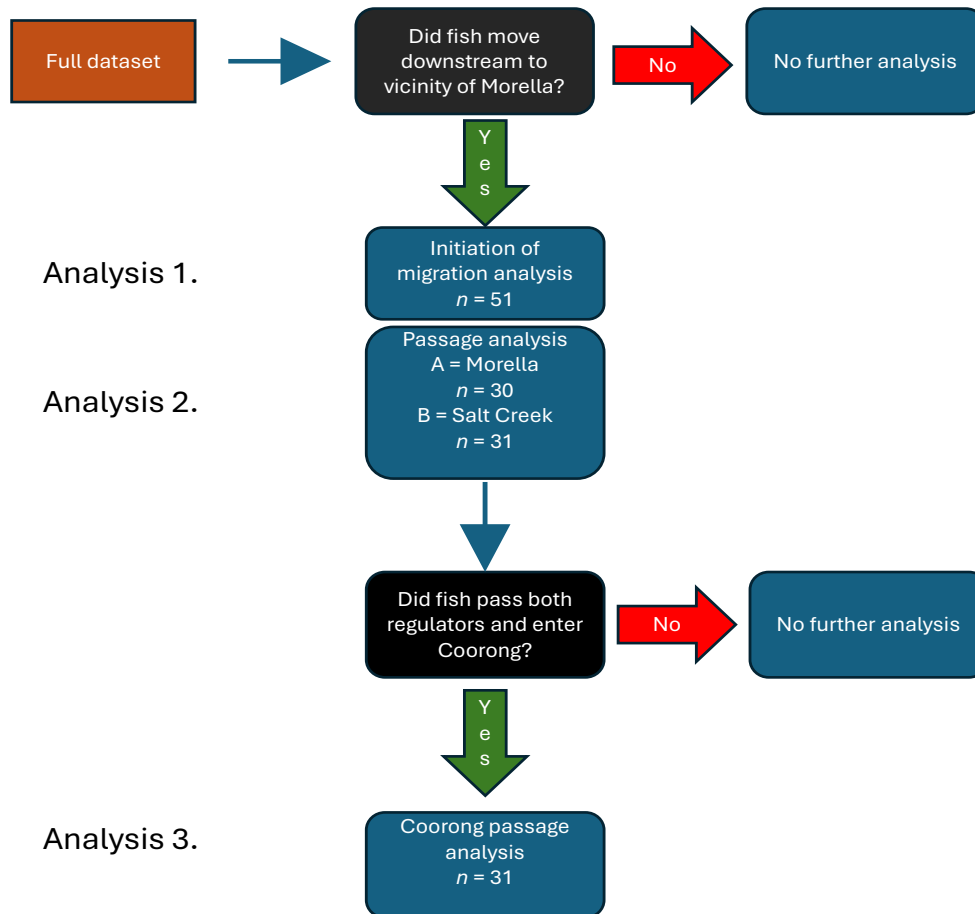 Full dataset
Did fish move
downstream to
vicinity of Morella?
No
No further analysis
Y
e
s
Analysis 1.
Initiation of
migration analysis
n = 51
Analysis 2.
Passage analysis
A = Morella
n = 30
B = Salt Creek
n = 31
Did fish pass both
regulators and enter
Coorong?
No
No further analysis
Y
e
s
Analysis 3.
Coorong passage
analysis
n = 31